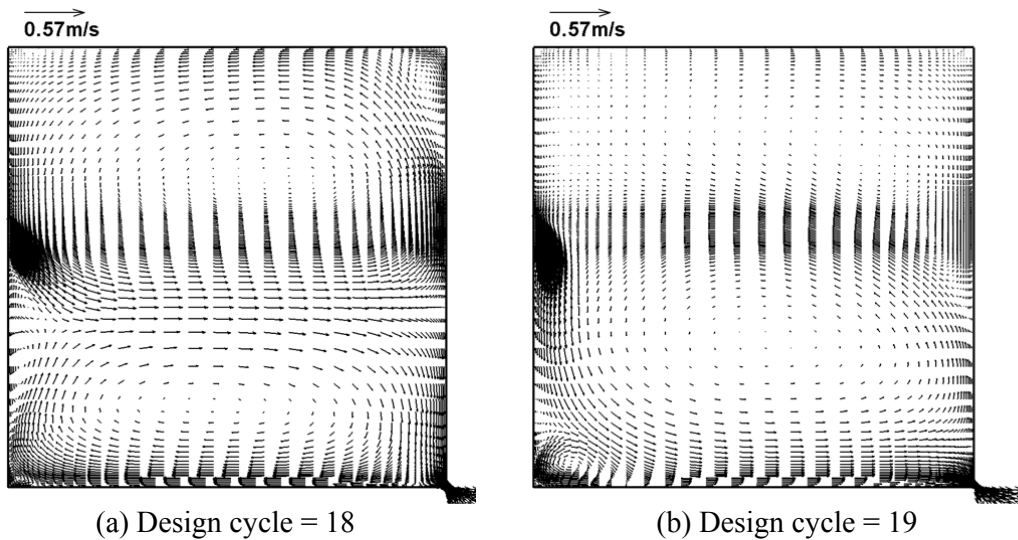 0.57m/s
0.57m/s
(a) Design cycle = 18
(b) Design cycle = 19